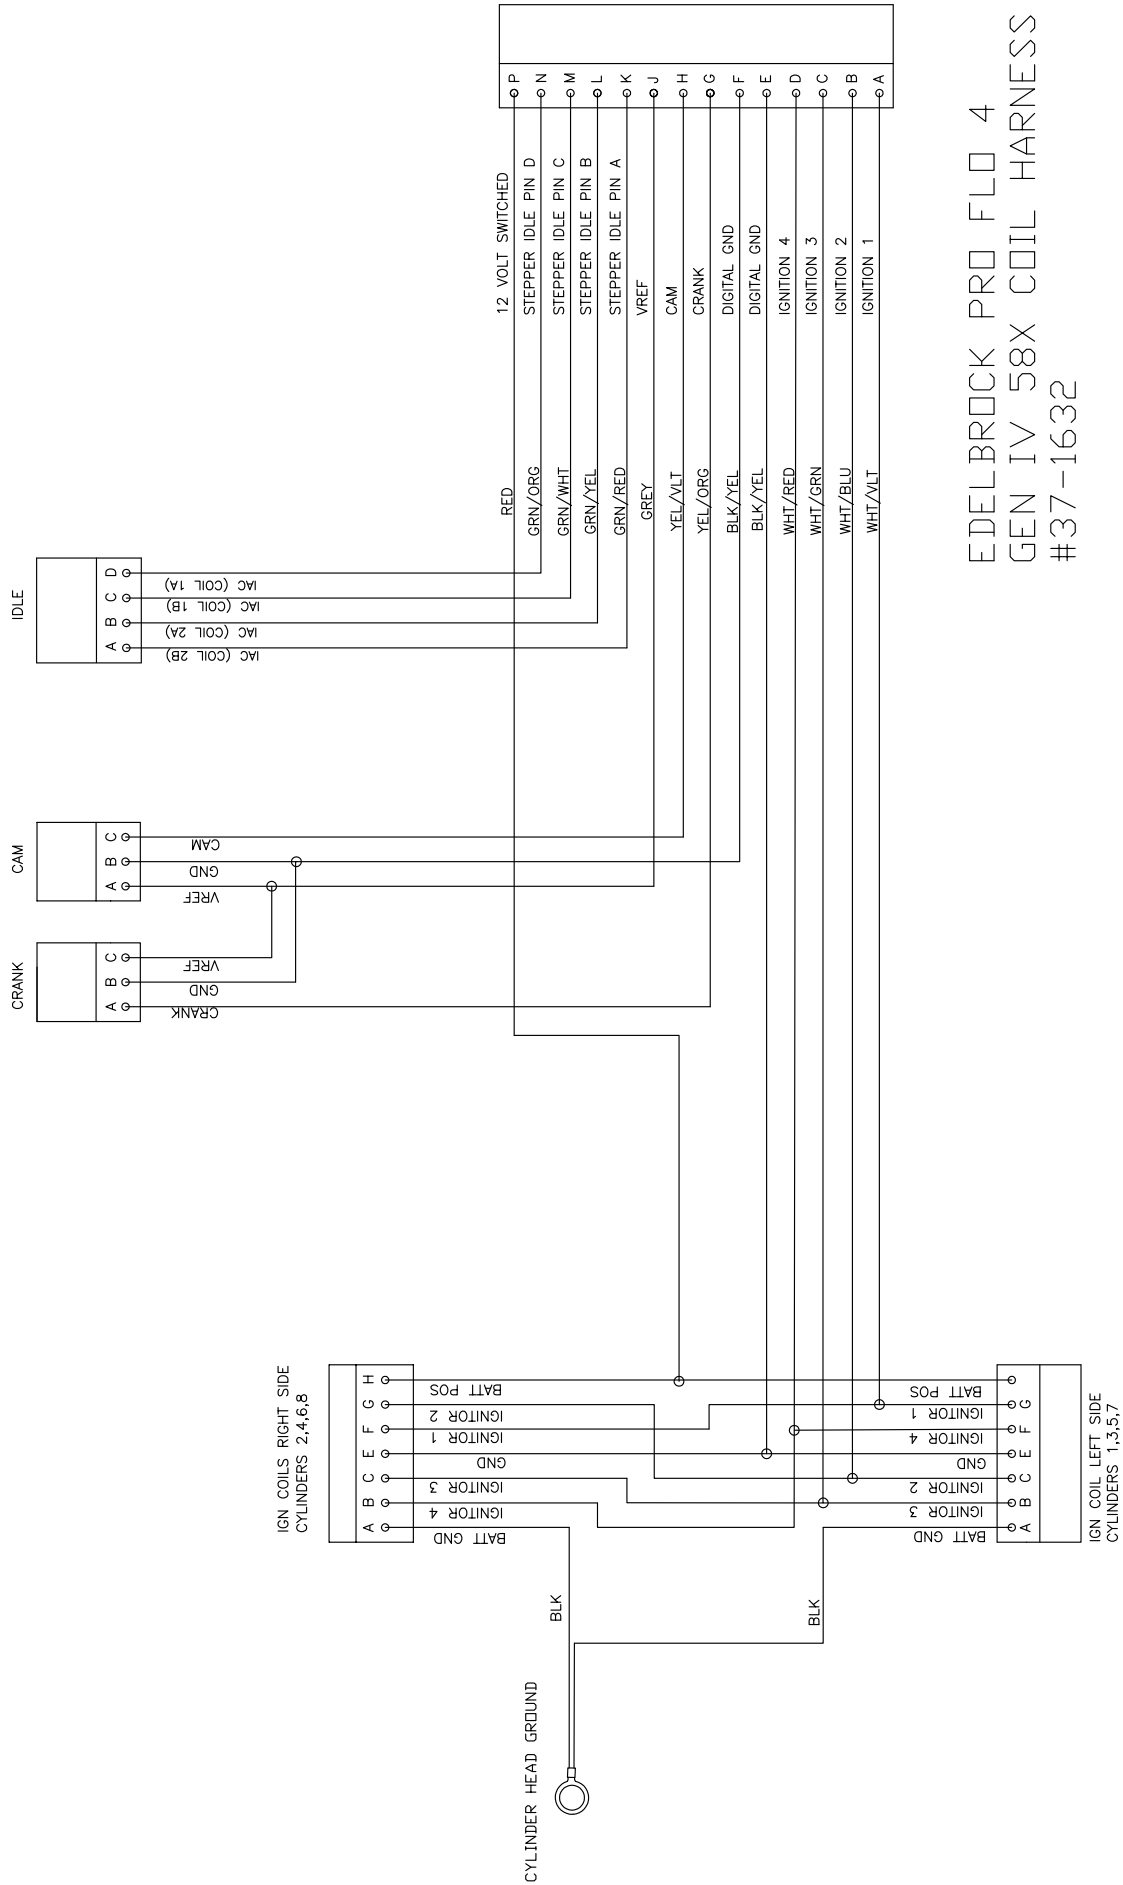 EDELBROCK PRO FLO 4
GEN IV 58X COIL HARNESS
#37-1632
IDLE
D
C
B
A
IAC (COIL 1A)
IAC (COIL 1B)
IAC (COIL 2A)
IAC (COIL 2B)
CAM
C
B
A
CAM
GND
VREF
CRANK
C
B
A
VREF
GND
CRANK
P
N
M
L
K
J
H
G
F
E
D
C
B
A
12 VOLT SWITCHED
STEPPER IDLE PIN D
STEPPER IDLE PIN C
STEPPER IDLE PIN B
STEPPER IDLE PIN A
VREF
CAM
CRANK
DIGITAL GND
DIGITAL GND
IGNITION 4
IGNITION 3
IGNITION 2
IGNITION 1
RED
GRN/ORG
GRN/WHT
GRN/YEL
GRN/RED
GREY
YEL/VLT
YEL/ORG
BLK/YEL
BLK/YEL
WHT/RED
WHT/GRN
WHT/BLU
WHT/VLT
IGN COILS RIGHT SIDE
CYLINDERS 2,4,6,8
H
G
F
E
C
B
A
BATT POS
IGNITOR 2
IGNITOR 1
GND
IGNITOR 3
IGNITOR 4
BATT GND
BATT POS
IGNITOR 1
IGNITOR 4
GND
IGNITOR 2
IGNITOR 3
BATT GND
G
F
E
C
B
A
IGN COIL LEFT SIDE
CYLINDERS 1,3,5,7
BLK
BLK
CYLINDER HEAD GROUND